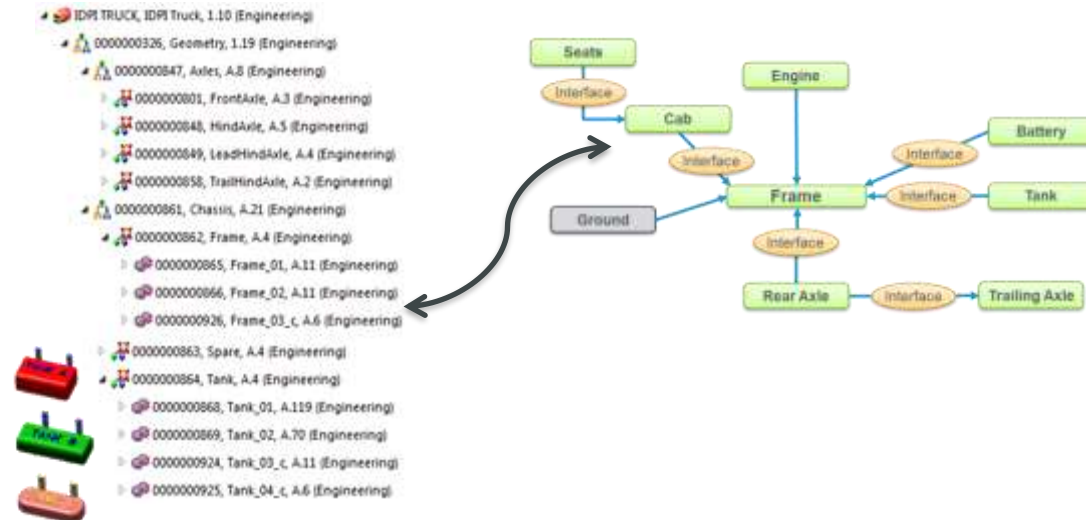 IDPI TRUCK, IDPI Truck, 1.10 (Engineering)
0000000326, Geometry, 1.19 (Engineering)
0000000847, Axles, A.8 (Engineering)
0000000801, FrontAxle, A.3 (Engineering)
0000000848, HindAxle, A.5 (Engineering)
0000000849, LeadHindAxle, A.4 (Engineering)
0000000858, TrailHindAxle, A.2 (Engineering)
0000000861, Chassis, A.21 (Engineering)
0000000862, Frame, A.4 (Engineering)
0000000865, Frame_01, A.11 (Engineering)
0000000866, Frame_02, A.11 (Engineering)
0000000926, Frame_03_c, A.6 (Engineering)
0000000863, Spare, A.4 (Engineering)
0000000864, Tank, A.4 (Engineering)
0000000868, Tank_01, A.119 (Engineering)
0000000869, Tank_02, A.70 (Engineering)
0000000924, Tank_03_c, A.11 (Engineering)
0000000925, Tank_04_c, A.6 (Engineering)
TANK A
TANK B
Seats
Interface
Cab
Interface
Engine
Battery
Interface
Frame
Interface
Tank
Ground
Interface
Rear Axle
Interface
Trailing Axle